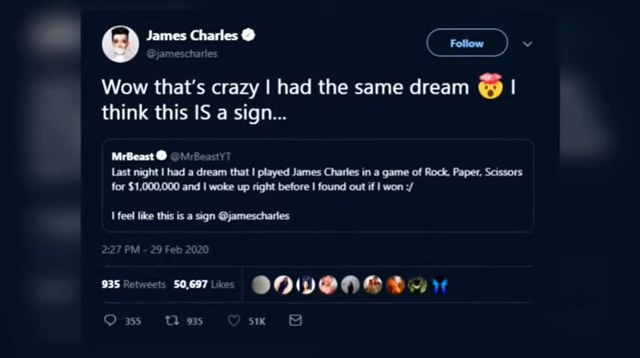 James Charles
@jamescharles
Follow
Wow that's crazy I had the same dream 🤯 I
think this IS a sign...
MrBeast @MrBeastYT
Last night I had a dream that I played James Charles in a game of Rock, Paper, Scissors
for $1,000,000 and I woke up right before I found out if I won :/
I feel like this is a sign @jamescharles
2:27 PM - 29 Feb 2020
935 Retweets 50,697 Likes
355 935 51K